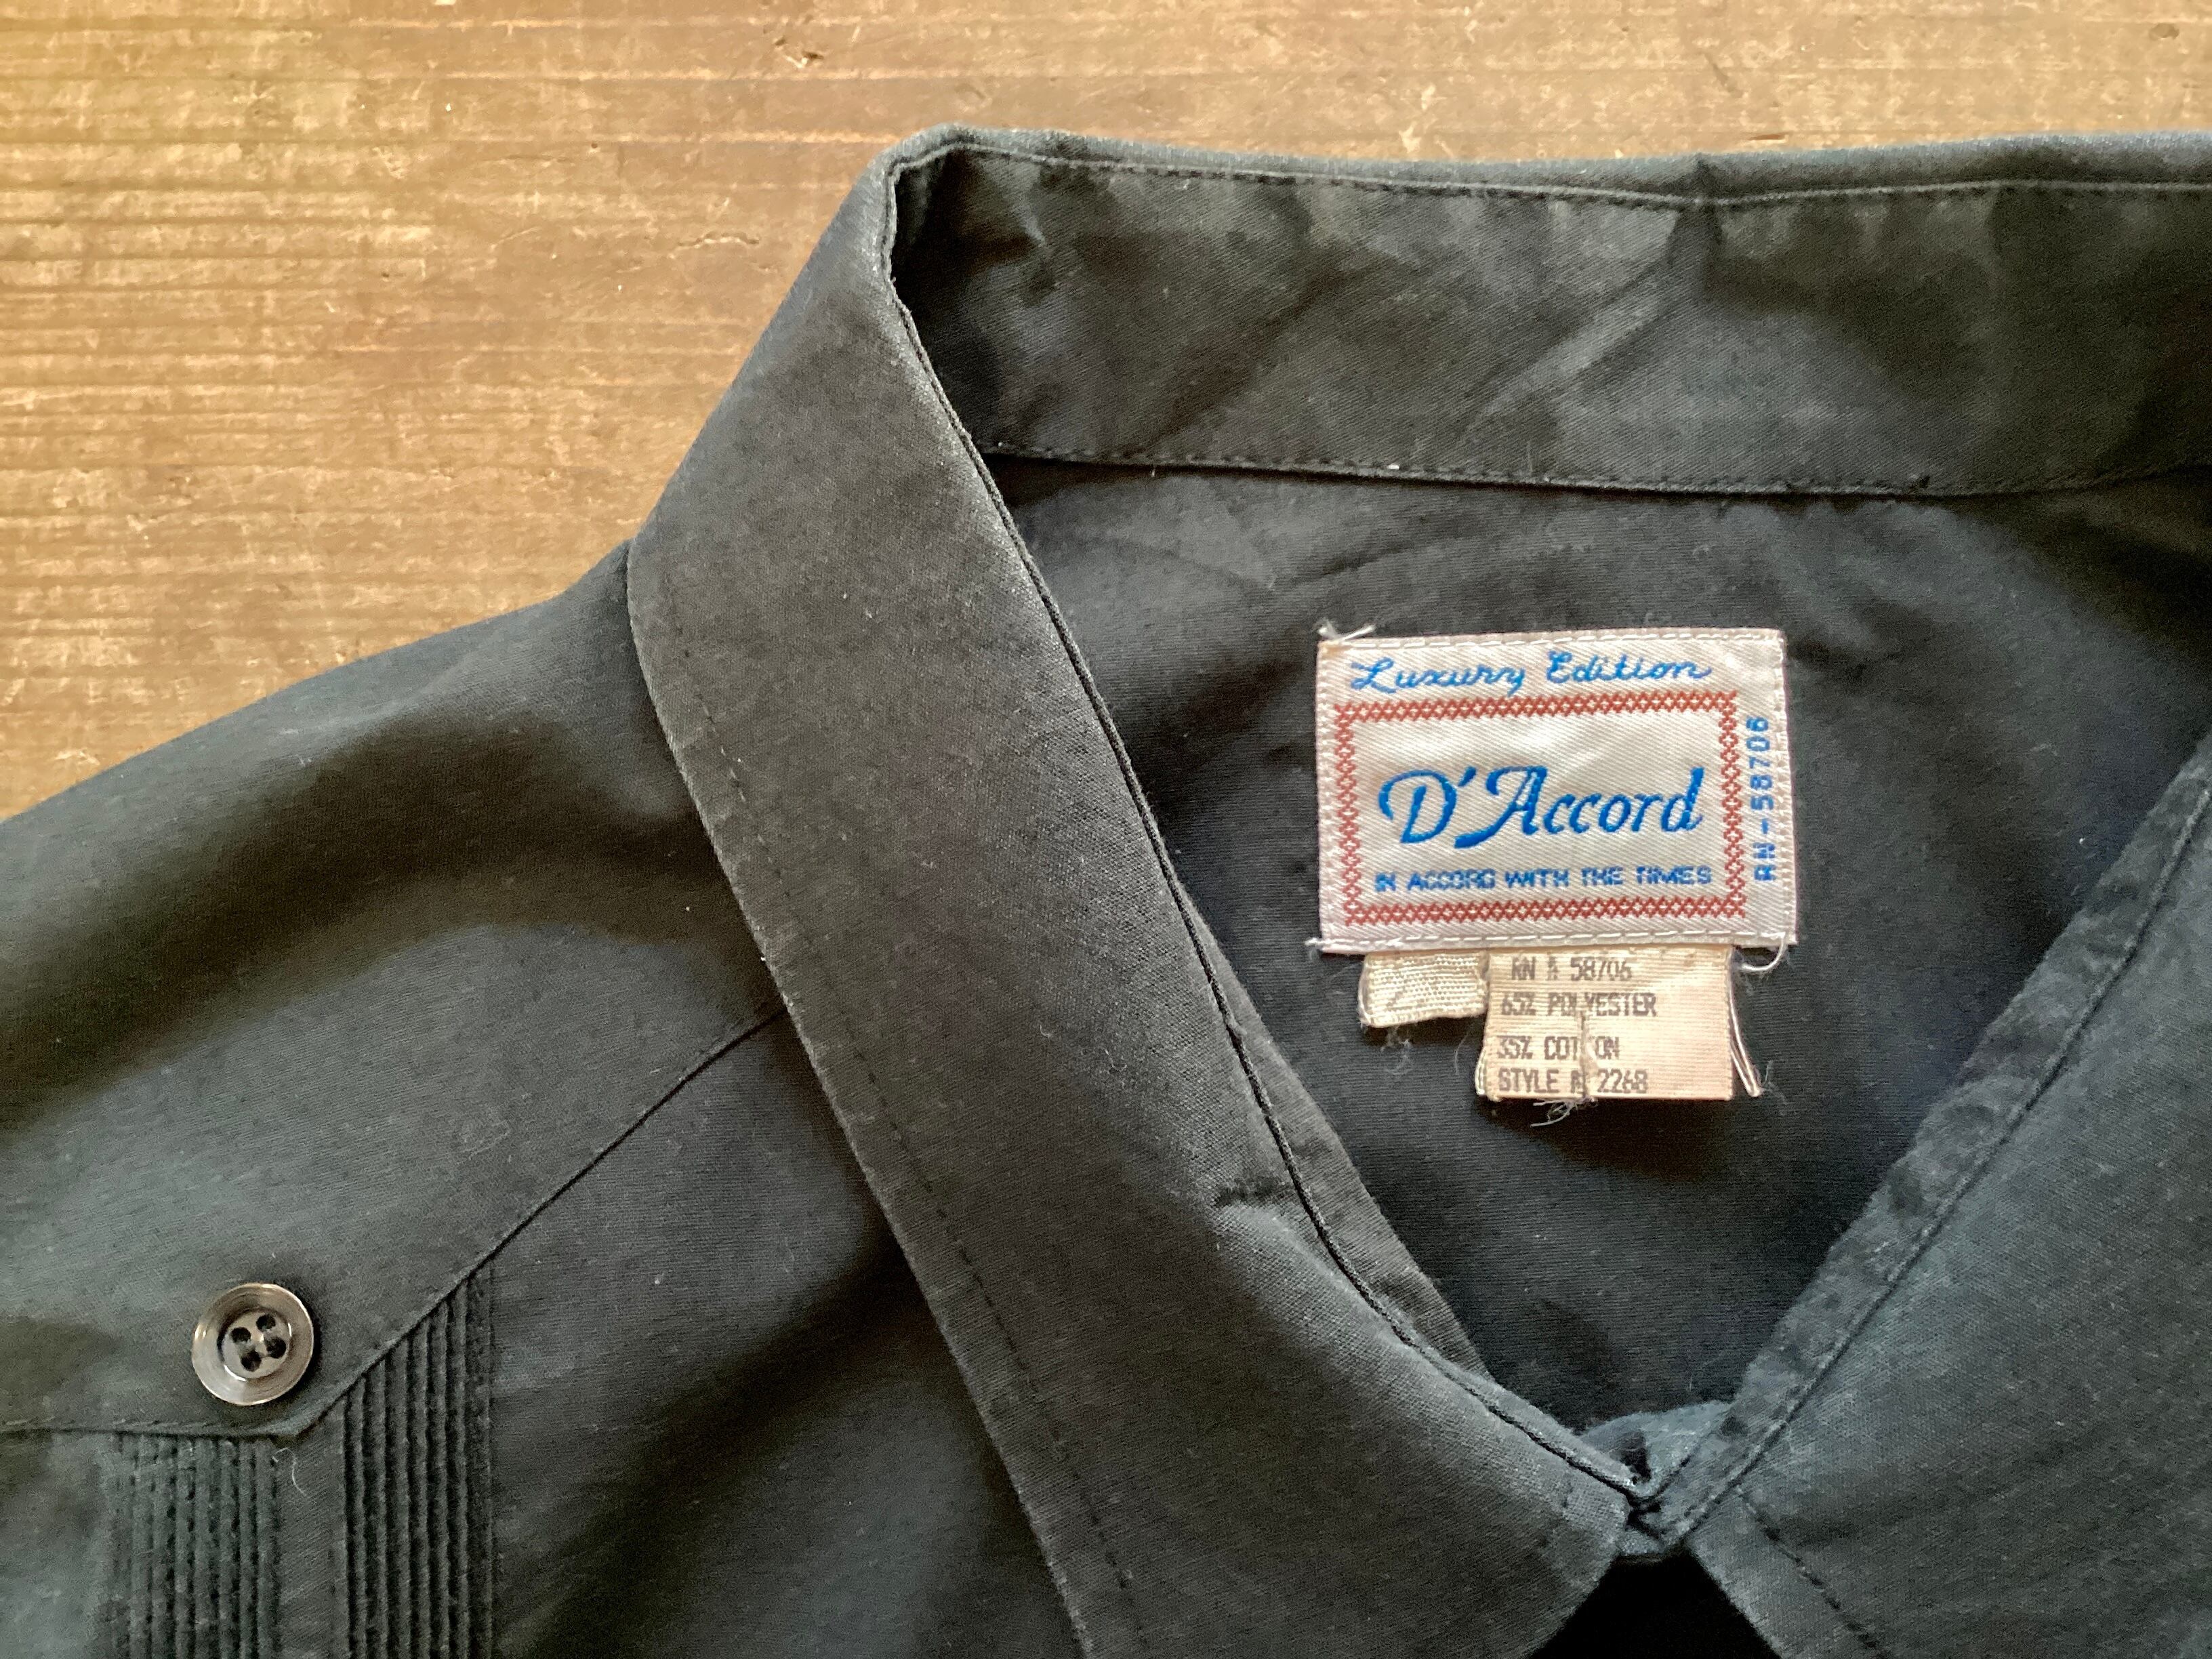 Luxury Edition
D'Accord
IN ACCORD WITH THE TIMES
RN-58706
RN # 58706
65% POLYESTER
35% COTTON
STYLE # 2268